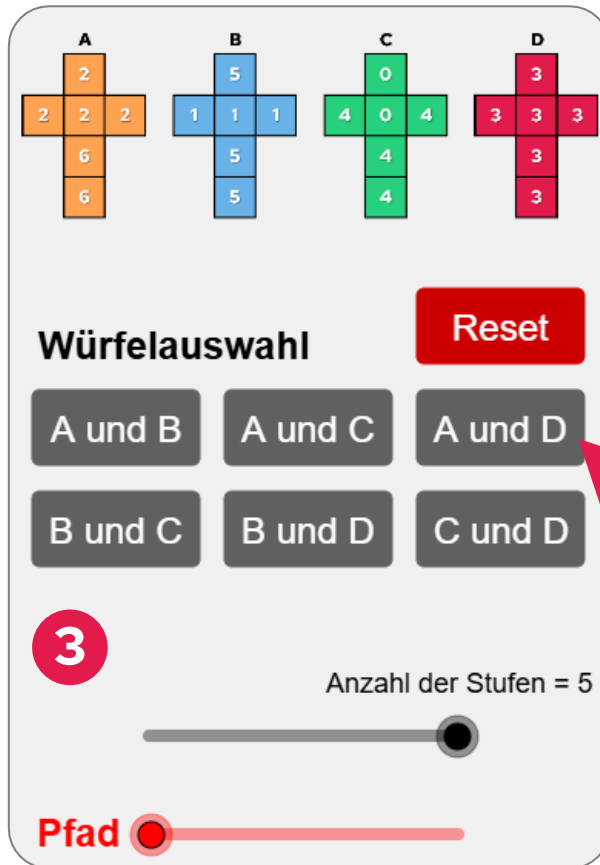 A B C D
2 5 0 3
2 2 2 1 1 1 4 0 4 3 3 3
6 5 4 3
6 5 4 3
Würfelauswahl Reset
A und B A und C A und D
B und C B und D C und D
3
Anzahl der Stufen = 5
Pfad